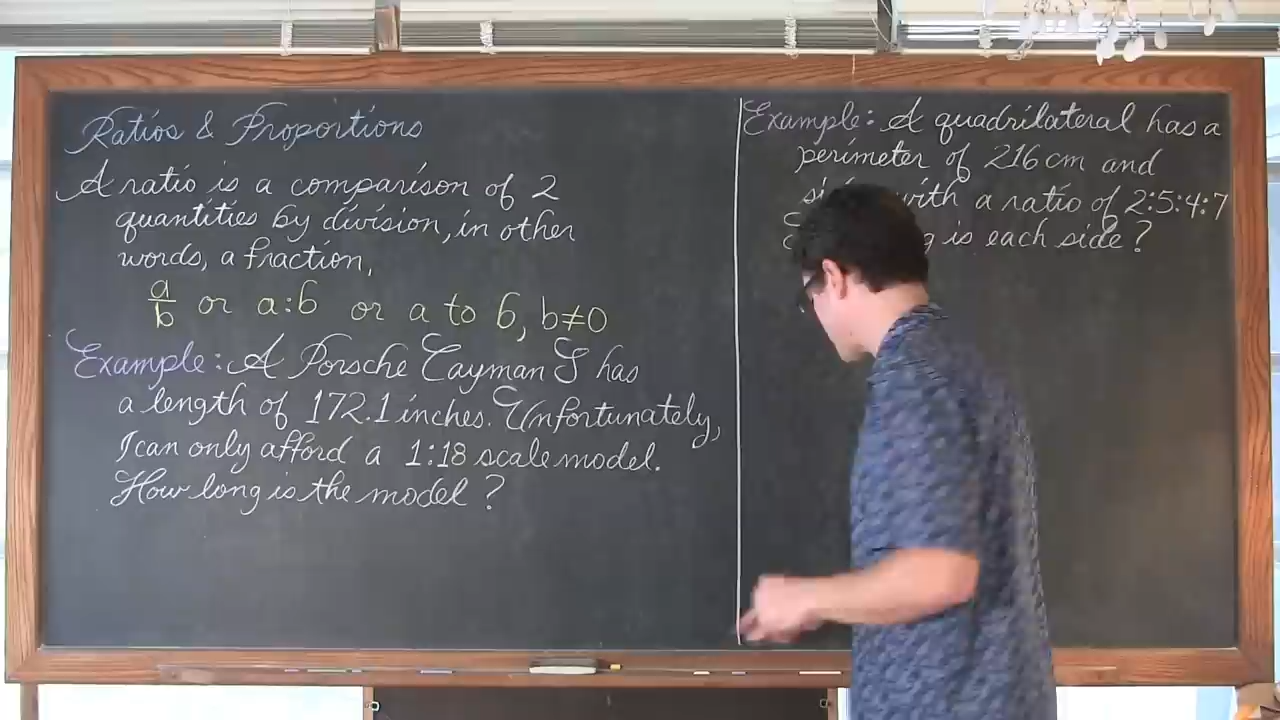 Ratios & Proportions
A ratio is a comparison of 2
quantities by division, in other
words, a fraction,
a/b or a:b or a to b, b≠0
Example: A Porsche Cayman S has
a length of 172.1 inches. Unfortunately,
I can only afford a 1:18 scale model.
How long is the model?
Example: A quadrilateral has a
perimeter of 216 cm and
with a ratio of 2:5:4:7
is each side?